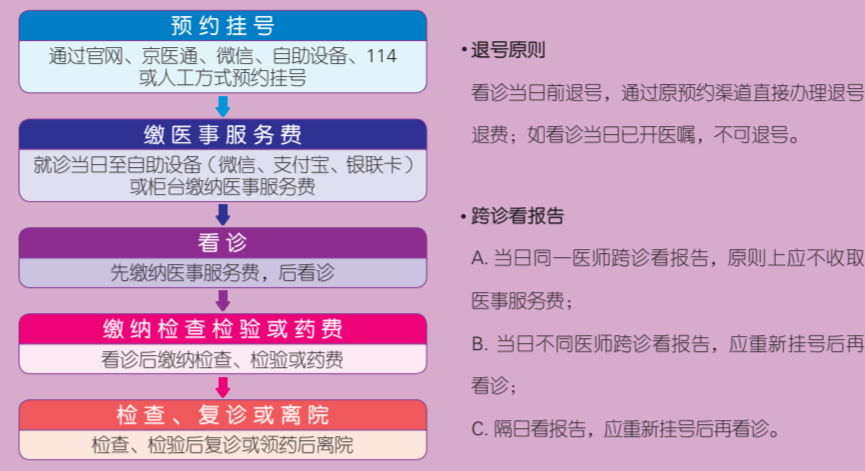 预约挂号
通过官网、京医通、微信、自助设备、114
或人工方式预约挂号
缴医事服务费
就诊当日至自助设备（微信、支付宝、银联卡）
或柜台缴纳医事服务费
看诊
先缴纳医事服务费，后看诊
缴纳检查检验或药费
看诊后缴纳检查、检验或药费
检查、复诊或离院
检查、检验后复诊或领药后离院
•退号原则
看诊当日前退号，通过原预约渠道直接办理退号
退费；如看诊当日已开医嘱，不可退号。
•跨诊看报告
A. 当日同一医师跨诊看报告，原则上应不收取
医事服务费；
B. 当日不同医师跨诊看报告，应重新挂号后再
看诊；
C. 隔日看报告，应重新挂号后再看诊。